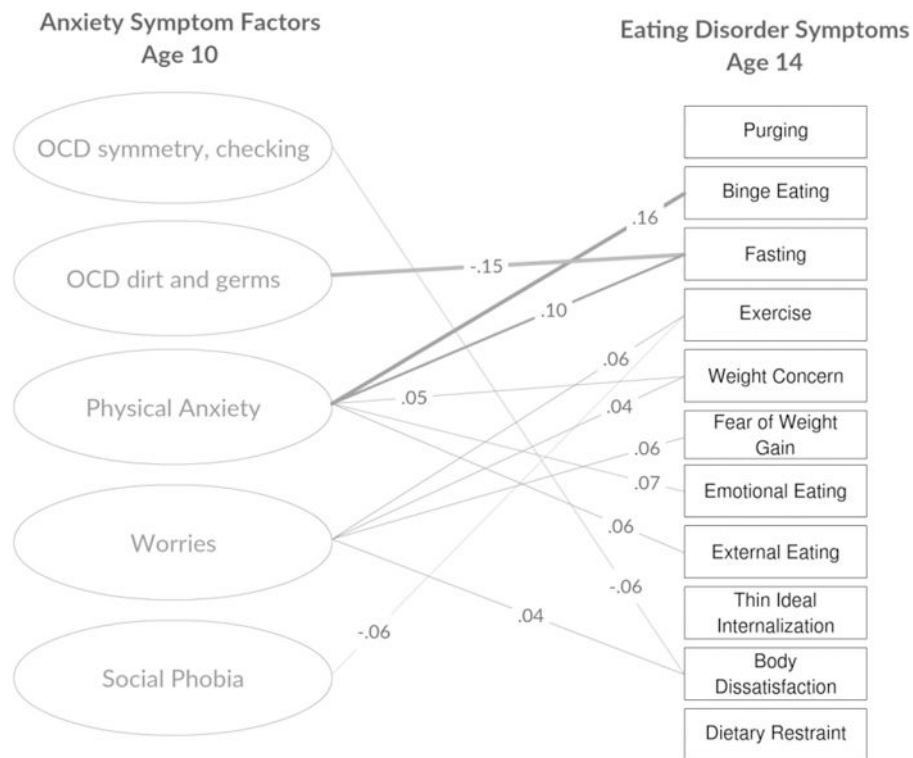 Anxiety Symptom Factors
Age 10
Eating Disorder Symptoms
Age 14
OCD symmetry, checking
OCD dirt and germs
Physical Anxiety
Worries
Social Phobia
.16
-.15
.10
.06
.05
.04
.06
.07
.06
-.06
.04
-.06
Purging
Binge Eating
Fasting
Exercise
Weight Concern
Fear of Weight
Gain
Emotional Eating
External Eating
Thin Ideal
Internalization
Body
Dissatisfaction
Dietary Restraint